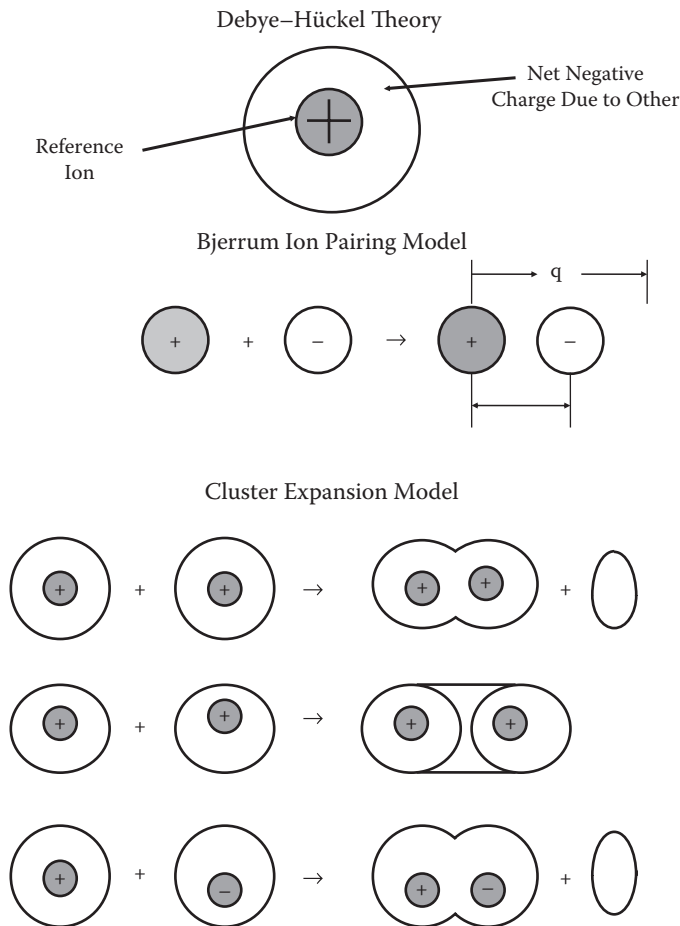 Debye–Hückel Theory
Net Negative
Charge Due to Other
Reference
Ion
+
Bjerrum Ion Pairing Model
q
+ + − → + −
Cluster Expansion Model
+ + + → + + +
+ + + → + +
+ + − → + − +